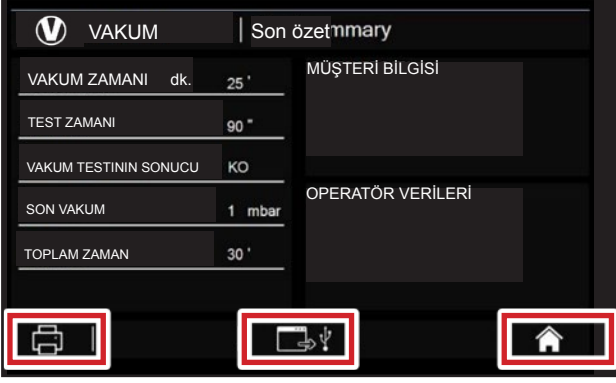 VAKUM | Son özetmmary
VAKUM ZAMANI dk. 25 '
TEST ZAMANI 90 "
VAKUM TESTININ SONUCU KO
SON VAKUM 1 mbar
TOPLAM ZAMAN 30 '
MÜŞTERİ BİLGİSİ
OPERATÖR VERİLERİ